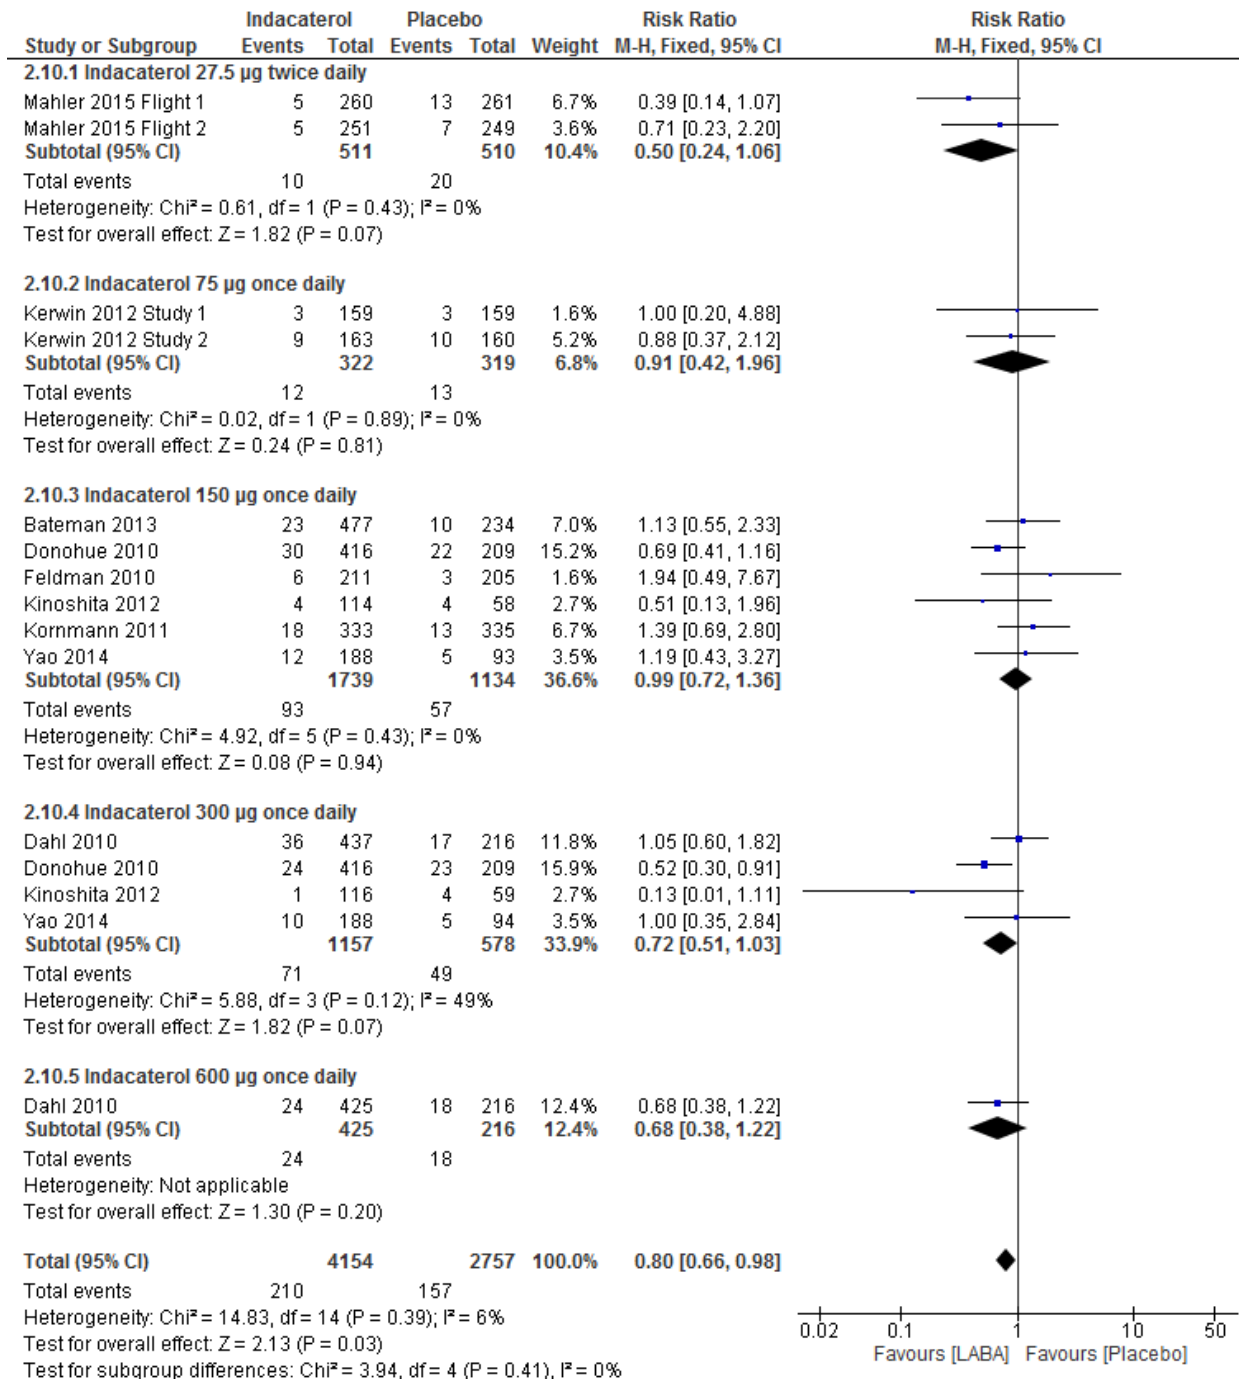 Indacaterol Placebo Risk Ratio Risk Ratio
Study or Subgroup Events Total Events Total Weight M-H, Fixed, 95% CI M-H, Fixed, 95% CI
2.10.1 Indacaterol 27.5 µg twice daily
Mahler 2015 Flight 1 5 260 13 261 6.7% 0.39 [0.14, 1.07]
Mahler 2015 Flight 2 5 251 7 249 3.6% 0.71 [0.23, 2.20]
Subtotal (95% CI) 511 510 10.4% 0.50 [0.24, 1.06]
Total events 10 20
Heterogeneity: Chi² = 0.61, df = 1 (P = 0.43); I² = 0%
Test for overall effect: Z = 1.82 (P = 0.07)
2.10.2 Indacaterol 75 µg once daily
Kerwin 2012 Study 1 3 159 3 159 1.6% 1.00 [0.20, 4.88]
Kerwin 2012 Study 2 9 163 10 160 5.2% 0.88 [0.37, 2.12]
Subtotal (95% CI) 322 319 6.8% 0.91 [0.42, 1.96]
Total events 12 13
Heterogeneity: Chi² = 0.02, df = 1 (P = 0.89); I² = 0%
Test for overall effect: Z = 0.24 (P = 0.81)
2.10.3 Indacaterol 150 µg once daily
Bateman 2013 23 477 10 234 7.0% 1.13 [0.55, 2.33]
Donohue 2010 30 416 22 209 15.2% 0.69 [0.41, 1.16]
Feldman 2010 6 211 3 205 1.6% 1.94 [0.49, 7.67]
Kinoshita 2012 4 114 4 58 2.7% 0.51 [0.13, 1.96]
Kornmann 2011 18 333 13 335 6.7% 1.39 [0.69, 2.80]
Yao 2014 12 188 5 93 3.5% 1.19 [0.43, 3.27]
Subtotal (95% CI) 1739 1134 36.6% 0.99 [0.72, 1.36]
Total events 93 57
Heterogeneity: Chi² = 4.92, df = 5 (P = 0.43); I² = 0%
Test for overall effect: Z = 0.08 (P = 0.94)
2.10.4 Indacaterol 300 µg once daily
Dahl 2010 36 437 17 216 11.8% 1.05 [0.60, 1.82]
Donohue 2010 24 416 23 209 15.9% 0.52 [0.30, 0.91]
Kinoshita 2012 1 116 4 59 2.7% 0.13 [0.01, 1.11]
Yao 2014 10 188 5 94 3.5% 1.00 [0.35, 2.84]
Subtotal (95% CI) 1157 578 33.9% 0.72 [0.51, 1.03]
Total events 71 49
Heterogeneity: Chi² = 5.88, df = 3 (P = 0.12); I² = 49%
Test for overall effect: Z = 1.82 (P = 0.07)
2.10.5 Indacaterol 600 µg once daily
Dahl 2010 24 425 18 216 12.4% 0.68 [0.38, 1.22]
Subtotal (95% CI) 425 216 12.4% 0.68 [0.38, 1.22]
Total events 24 18
Heterogeneity: Not applicable
Test for overall effect: Z = 1.30 (P = 0.20)
Total (95% CI) 4154 2757 100.0% 0.80 [0.66, 0.98]
Total events 210 157
Heterogeneity: Chi² = 14.83, df = 14 (P = 0.39); I² = 6%
Test for overall effect: Z = 2.13 (P = 0.03)
Test for subgroup differences: Chi² = 3.94, df = 4 (P = 0.41), I² = 0%
0.02 0.1 1 10 50
Favours [LABA] Favours [Placebo]